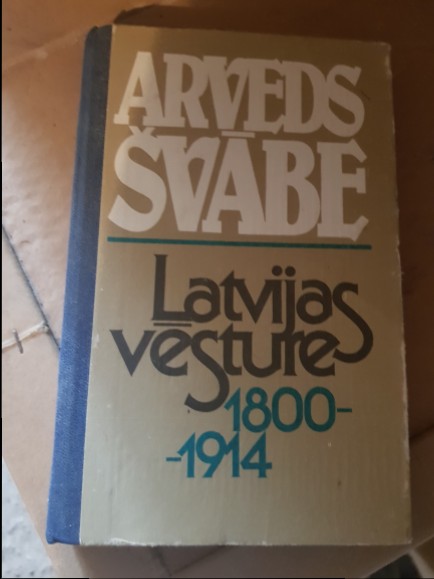 ARVEDS
ŠVĀBE
Latvijas
vēsture
1800-
-1914